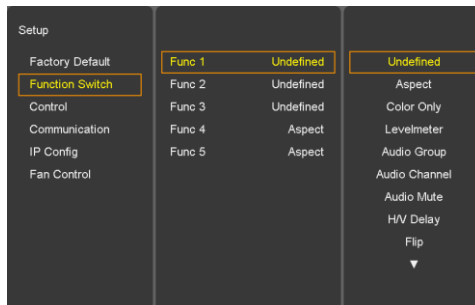 Setup
Factory Default
Function Switch
Control
Communication
IP Config
Fan Control
Func 1 Undefined
Func 2 Undefined
Func 3 Undefined
Func 4 Aspect
Func 5 Aspect
Undefined
Aspect
Color Only
Levelmeter
Audio Group
Audio Channel
Audio Mute
H/V Delay
Flip
▼